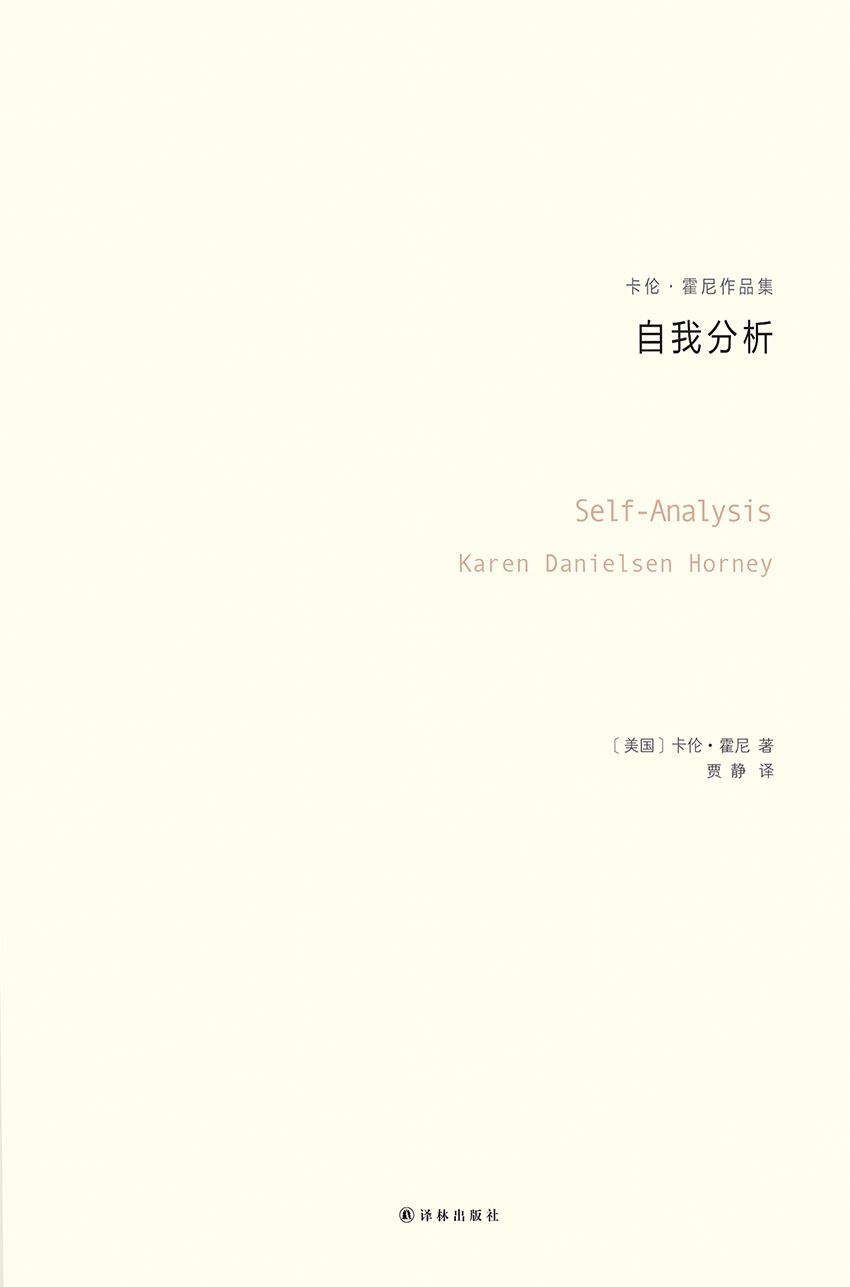 卡伦·霍尼作品集
自我分析
Self-Analysis
Karen Danielsen Horney
〔美国〕卡伦·霍尼 著
贾 静 译
译林出版社